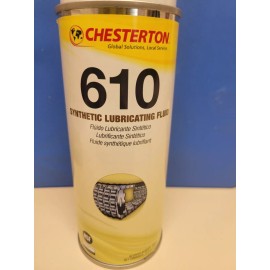 CHESTERTON
Global Solutions, Local Service
610
SYNTHETIC LUBRICATING FLUID
Fluido Lubricante Sintético
Lubrificante Sintético
Fluide synthétique lubrifiant